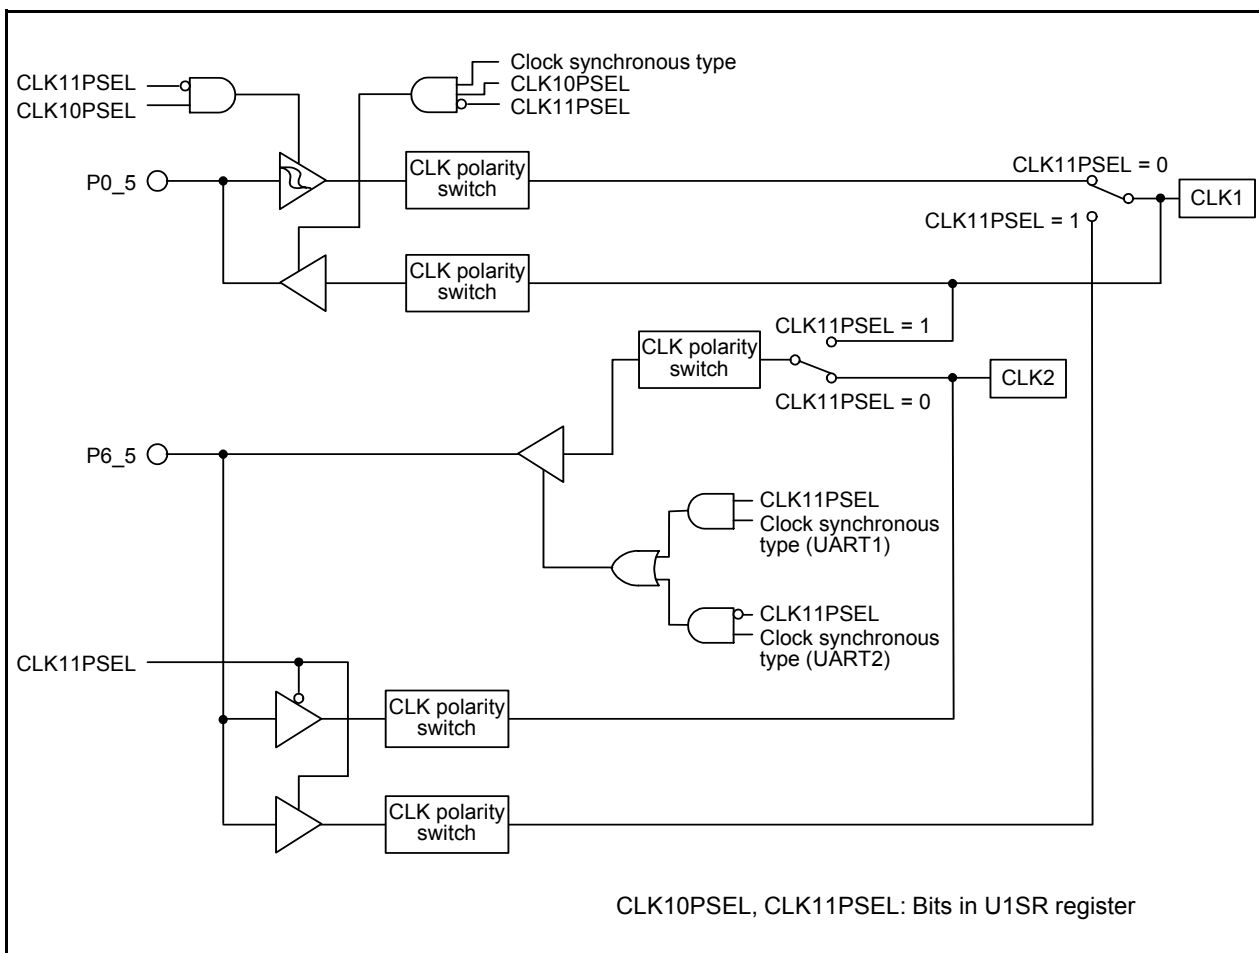 CLK11PSEL
CLK10PSEL
Clock synchronous type
CLK10PSEL
CLK11PSEL
P0_5
CLK polarity
switch
CLK11PSEL = 0
CLK1
CLK11PSEL = 1
CLK polarity
switch
CLK11PSEL = 1
CLK polarity
switch
CLK2
CLK11PSEL = 0
P6_5
CLK11PSEL
Clock synchronous
type (UART1)
CLK11PSEL
Clock synchronous
type (UART2)
CLK11PSEL
CLK polarity
switch
CLK polarity
switch
CLK10PSEL, CLK11PSEL: Bits in U1SR register